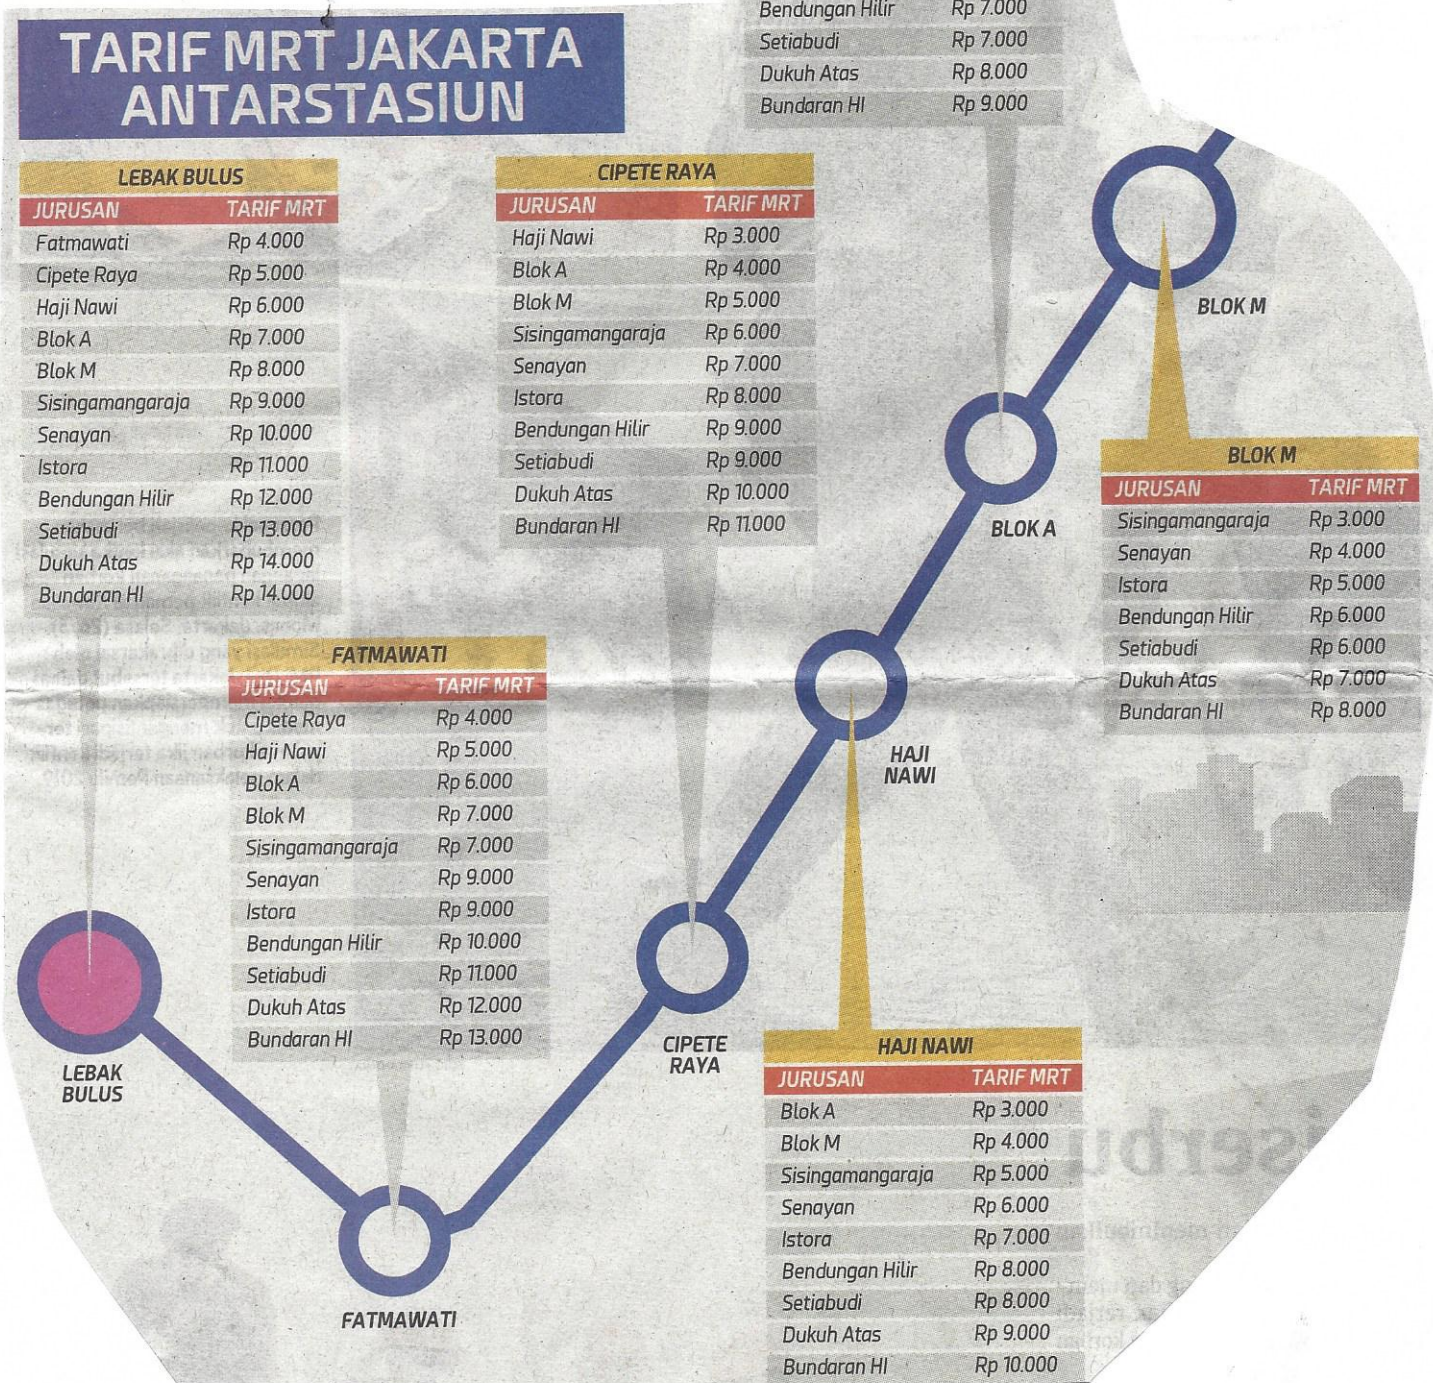 TARIF MRT JAKARTA
ANTARSTASIUN
Bendungan Hilir Rp 7.000
Setiabudi Rp 7.000
Dukuh Atas Rp 8.000
Bundaran HI Rp 9.000
LEBAK BULUS
JURUSAN TARIF MRT
Fatmawati Rp 4.000
Cipete Raya Rp 5.000
Haji Nawi Rp 6.000
Blok A Rp 7.000
Blok M Rp 8.000
Sisingamangaraja Rp 9.000
Senayan Rp 10.000
Istora Rp 11.000
Bendungan Hilir Rp 12.000
Setiabudi Rp 13.000
Dukuh Atas Rp 14.000
Bundaran HI Rp 14.000
CIPETE RAYA
JURUSAN TARIF MRT
Haji Nawi Rp 3.000
Blok A Rp 4.000
Blok M Rp 5.000
Sisingamangaraja Rp 6.000
Senayan Rp 7.000
Istora Rp 8.000
Bendungan Hilir Rp 9.000
Setiabudi Rp 9.000
Dukuh Atas Rp 10.000
Bundaran HI Rp 11.000
BLOK M
BLOK A
BLOK M
JURUSAN TARIF MRT
Sisingamangaraja Rp 3.000
Senayan Rp 4.000
Istora Rp 5.000
Bendungan Hilir Rp 6.000
Setiabudi Rp 6.000
Dukuh Atas Rp 7.000
Bundaran HI Rp 8.000
FATMAWATI
JURUSAN TARIF MRT
Cipete Raya Rp 4.000
Haji Nawi Rp 5.000
Blok A Rp 6.000
Blok M Rp 7.000
Sisingamangaraja Rp 7.000
Senayan Rp 9.000
Istora Rp 9.000
Bendungan Hilir Rp 10.000
Setiabudi Rp 11.000
Dukuh Atas Rp 12.000
Bundaran HI Rp 13.000
HAJI
NAWI
LEBAK
BULUS
CIPETE
RAYA
HAJI NAWI
JURUSAN TARIF MRT
Blok A Rp 3.000
Blok M Rp 4.000
Sisingamangaraja Rp 5.000
Senayan Rp 6.000
Istora Rp 7.000
Bendungan Hilir Rp 8.000
Setiabudi Rp 8.000
Dukuh Atas Rp 9.000
Bundaran HI Rp 10.000
FATMAWATI